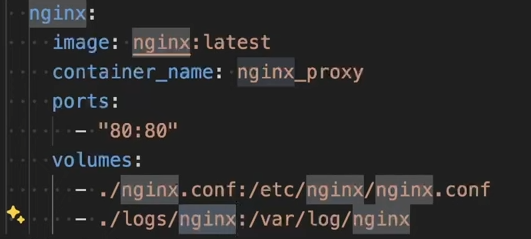 nginx:
image: nginx:latest
container_name: nginx_proxy
ports:
- "80:80"
volumes:
- ./nginx.conf:/etc/nginx/nginx.conf
- ./logs/nginx:/var/log/nginx